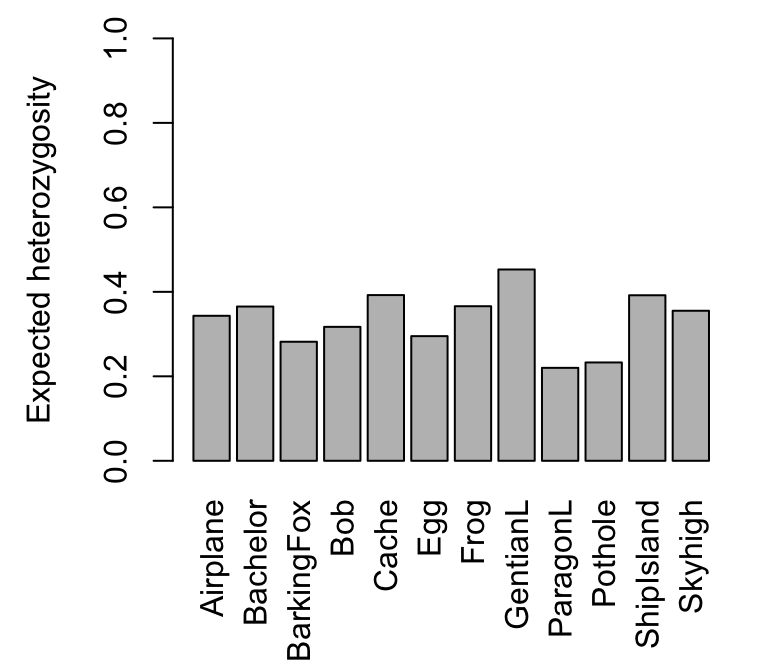 Expected heterozygosity
1.0
0.8
0.6
0.4
0.2
0.0
Airplane
Bachelor
BarkingFox
Bob
Cache
Egg
Frog
GentianL
ParagonL
Pothole
ShipIsland
Skyhigh